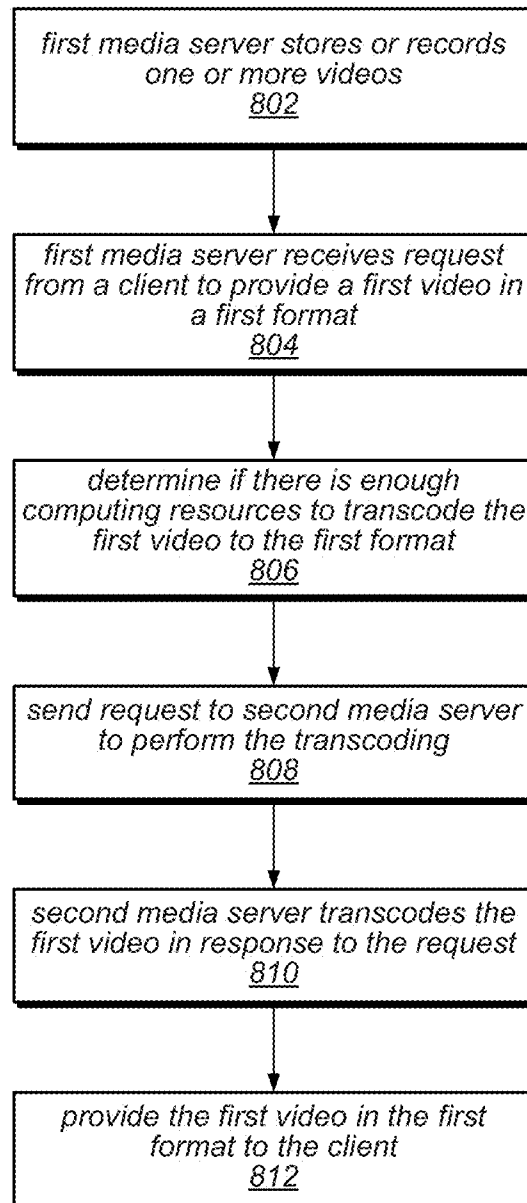 first media server stores or records
one or more videos
802
first media server receives request
from a client to provide a first video in
a first format
804
determine if there is enough
computing resources to transcode the
first video to the first format
806
send request to second media server
to perform the transcoding
808
second media server transcodes the
first video in response to the request
810
provide the first video in the first
format to the client
812